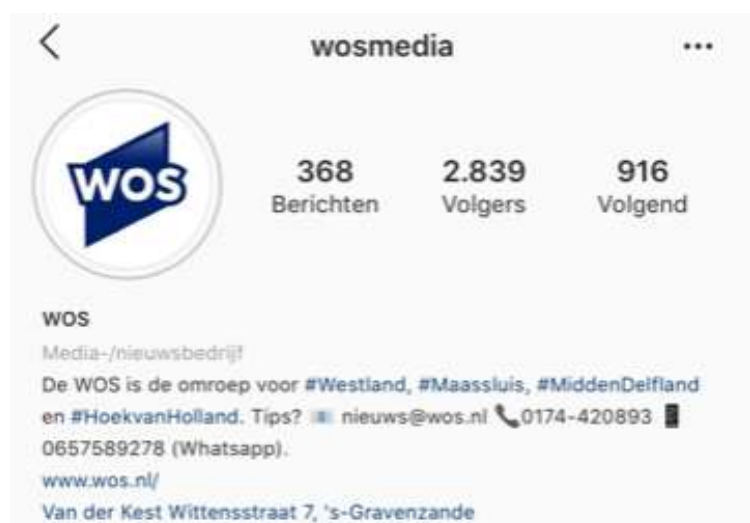 wosmedia
WOS
368 2.839 916
Berichten Volgers Volgend
WOS
Media-/nieuwsbedrijf
De WOS is de omroep voor #Westland, #Maassluis, #MiddenDelfland
en #HoekvanHolland. Tips? 📧 nieuws@wos.nl 📞0174-420893 📱
0657589278 (Whatsapp).
www.wos.nl/
Van der Kest Wittensstraat 7, 's-Gravenzande